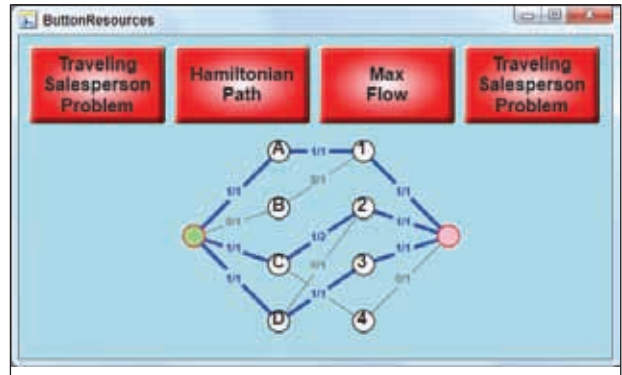 ButtonResources
Traveling
Salesperson
Problem
Hamiltonian
Path
Max
Flow
Traveling
Salesperson
Problem
A
1/1
1
0/1
1/1
B
2
0/1
1/1
1/1
1/2
C
3
1/1
0/1
1/1
0/1
1/1
D
4